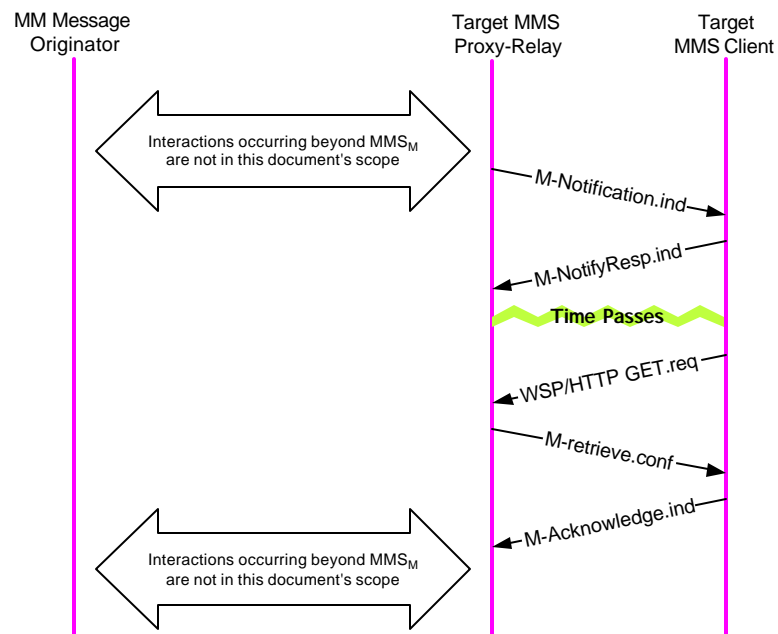 MM Message
Originator
Target MMS
Proxy-Relay
Target
MMS Client
Interactions occurring beyond MMSM
are not in this document's scope
M-Notification.ind
M-NotifyResp.ind
Time Passes
WSP/HTTP GET.req
M-retrieve.conf
M-Acknowledge.ind
Interactions occurring beyond MMSM
are not in this document's scope